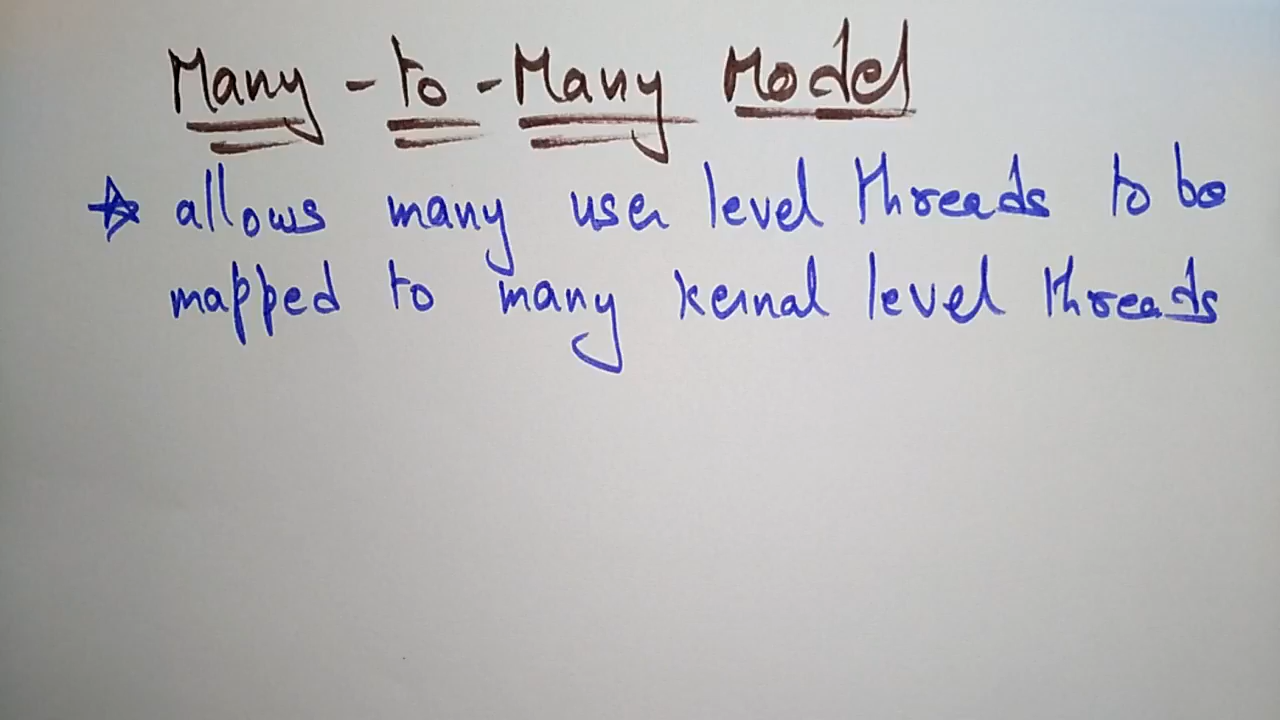 Many - to - Many Model
☆ allows many user level threads to be
mapped to many kernal level threads